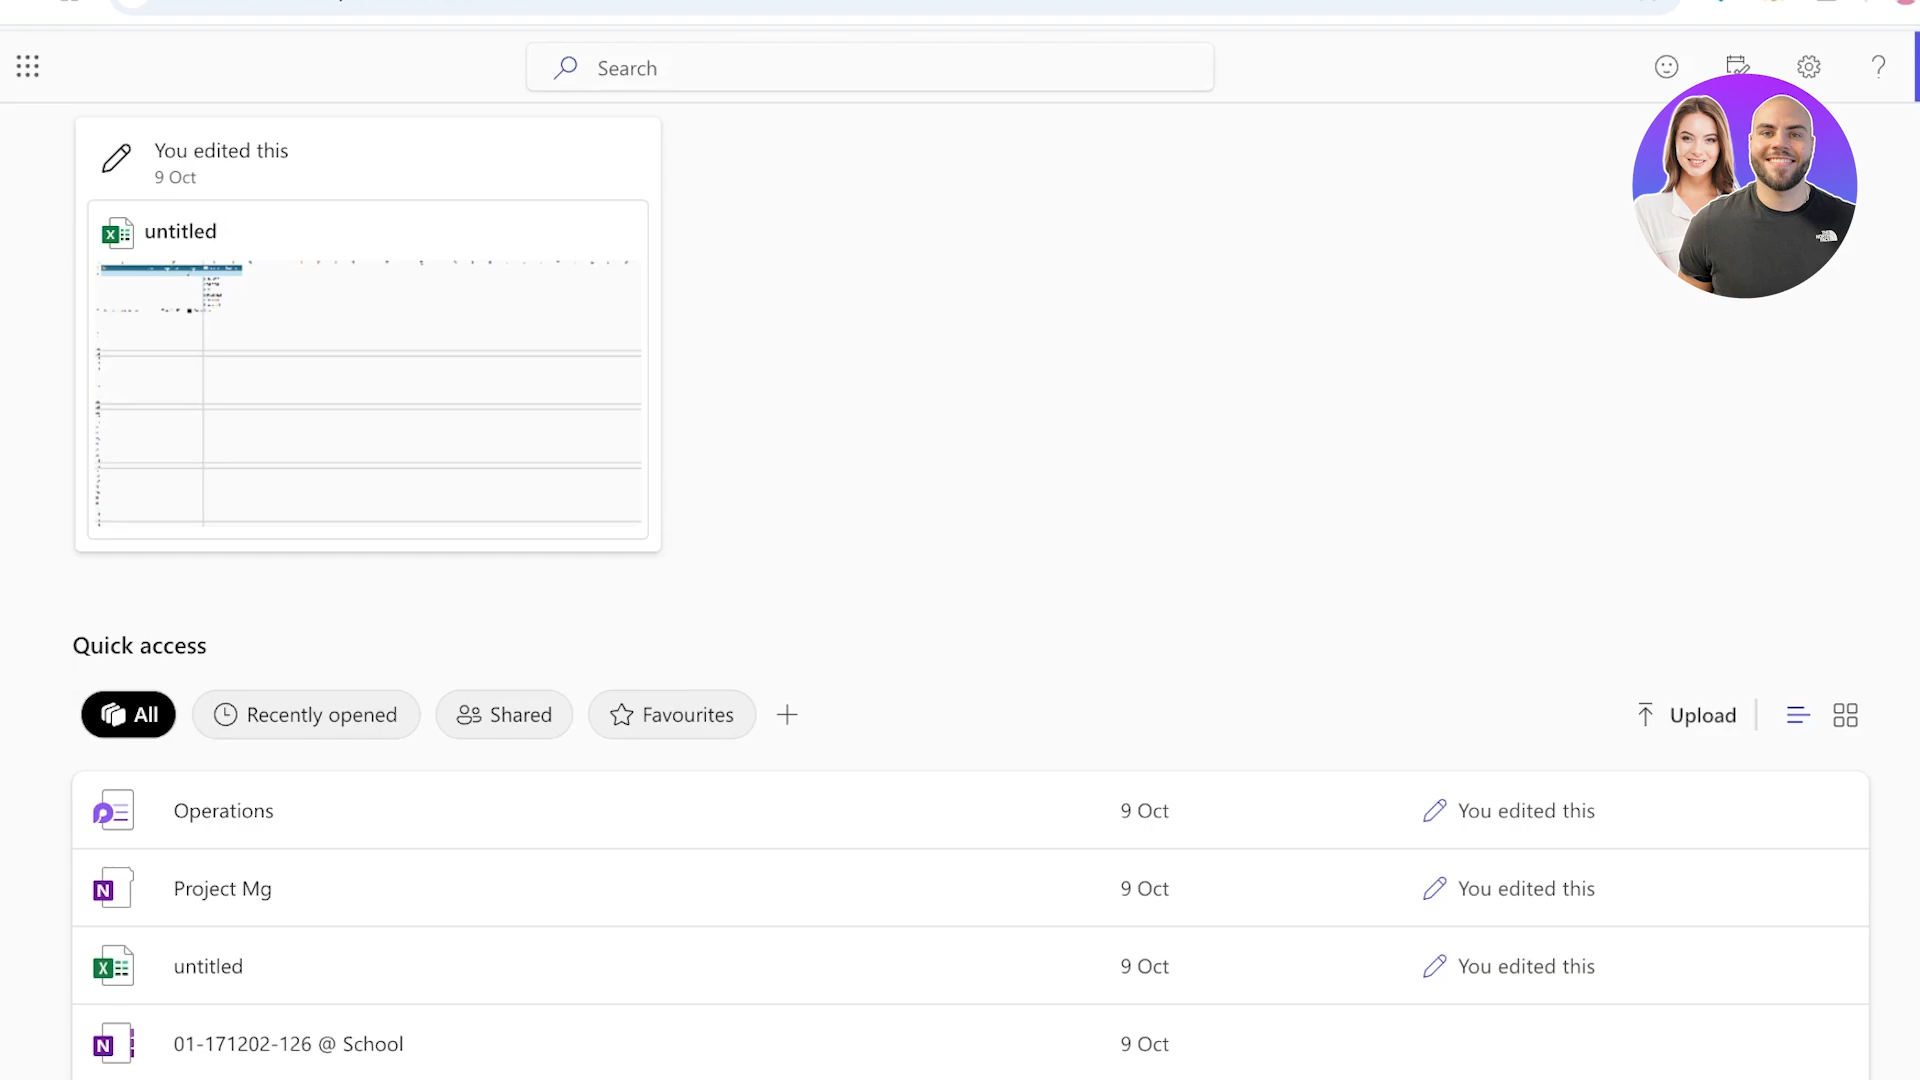 Search
You edited this
9 Oct
untitled
Quick access
All
Recently opened
Shared
Favourites
Upload
Operations
9 Oct
You edited this
Project Mg
9 Oct
You edited this
untitled
9 Oct
You edited this
01-171202-126 @ School
9 Oct